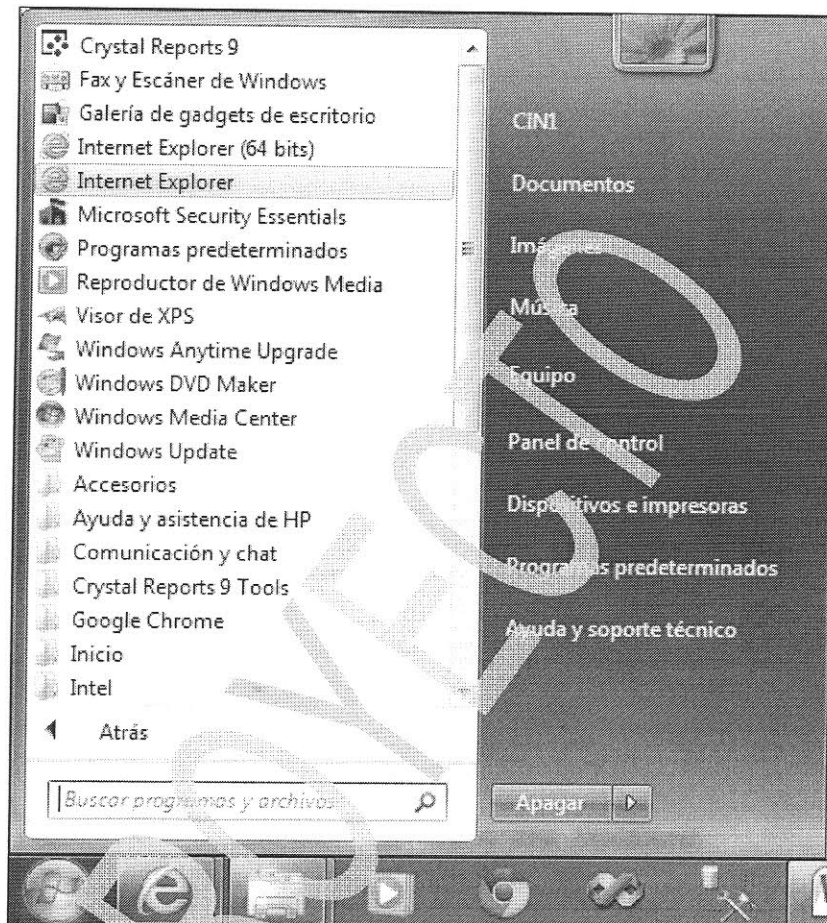 Crystal Reports 9
Fax y Escáner de Windows
Galería de gadgets de escritorio
Internet Explorer (64 bits)
Internet Explorer
Microsoft Security Essentials
Programas predeterminados
Reproductor de Windows Media
Visor de XPS
Windows Anytime Upgrade
Windows DVD Maker
Windows Media Center
Windows Update
Accesorios
Ayuda y asistencia de HP
Comunicación y chat
Crystal Reports 9 Tools
Google Chrome
Inicio
Intel
Atrás
Buscar programas y archivos
CIN1
Documentos
Imágenes
Música
Equipo
Panel de control
Dispositivos e impresoras
Programas predeterminados
Ayuda y soporte técnico
Apagar
ROYECTO